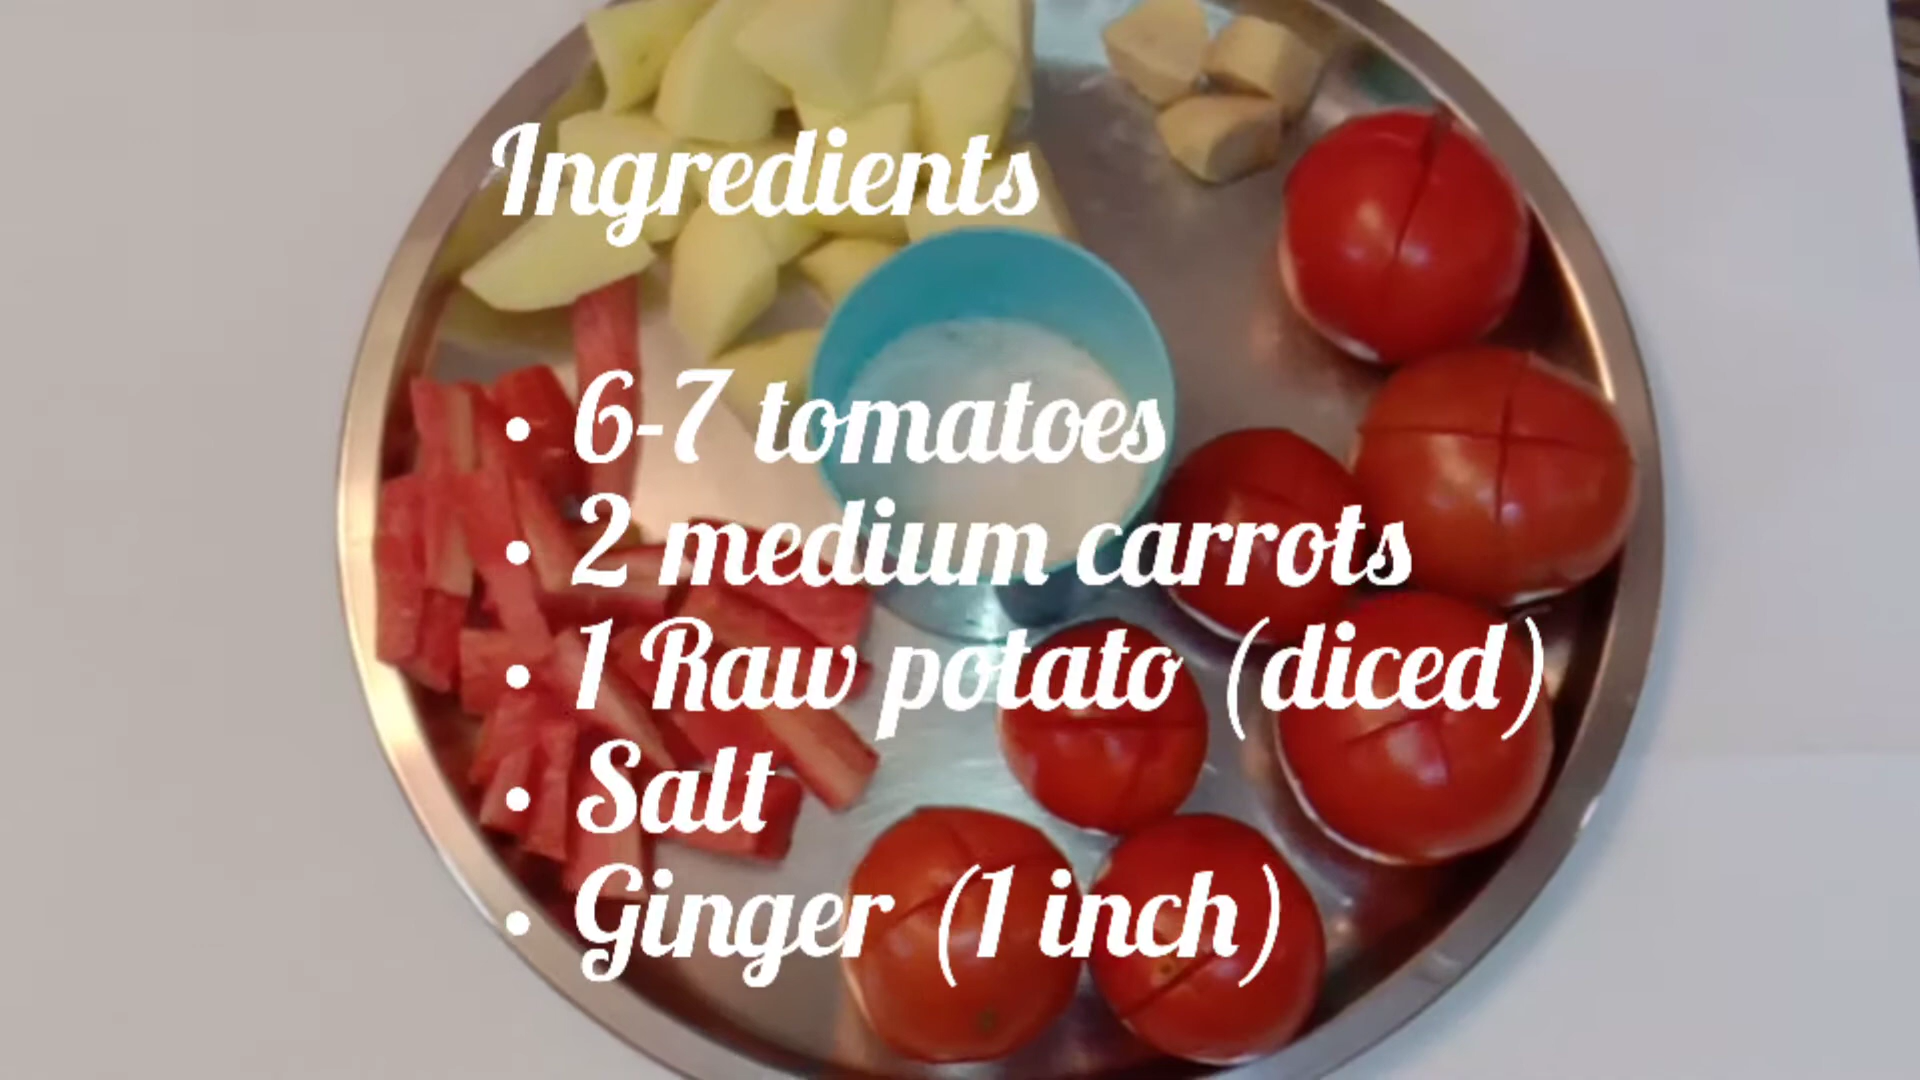 Ingredients
• 6-7 tomatoes
• 2 medium carrots
• 1 Raw potato (diced)
• Salt
• Ginger (1 inch)